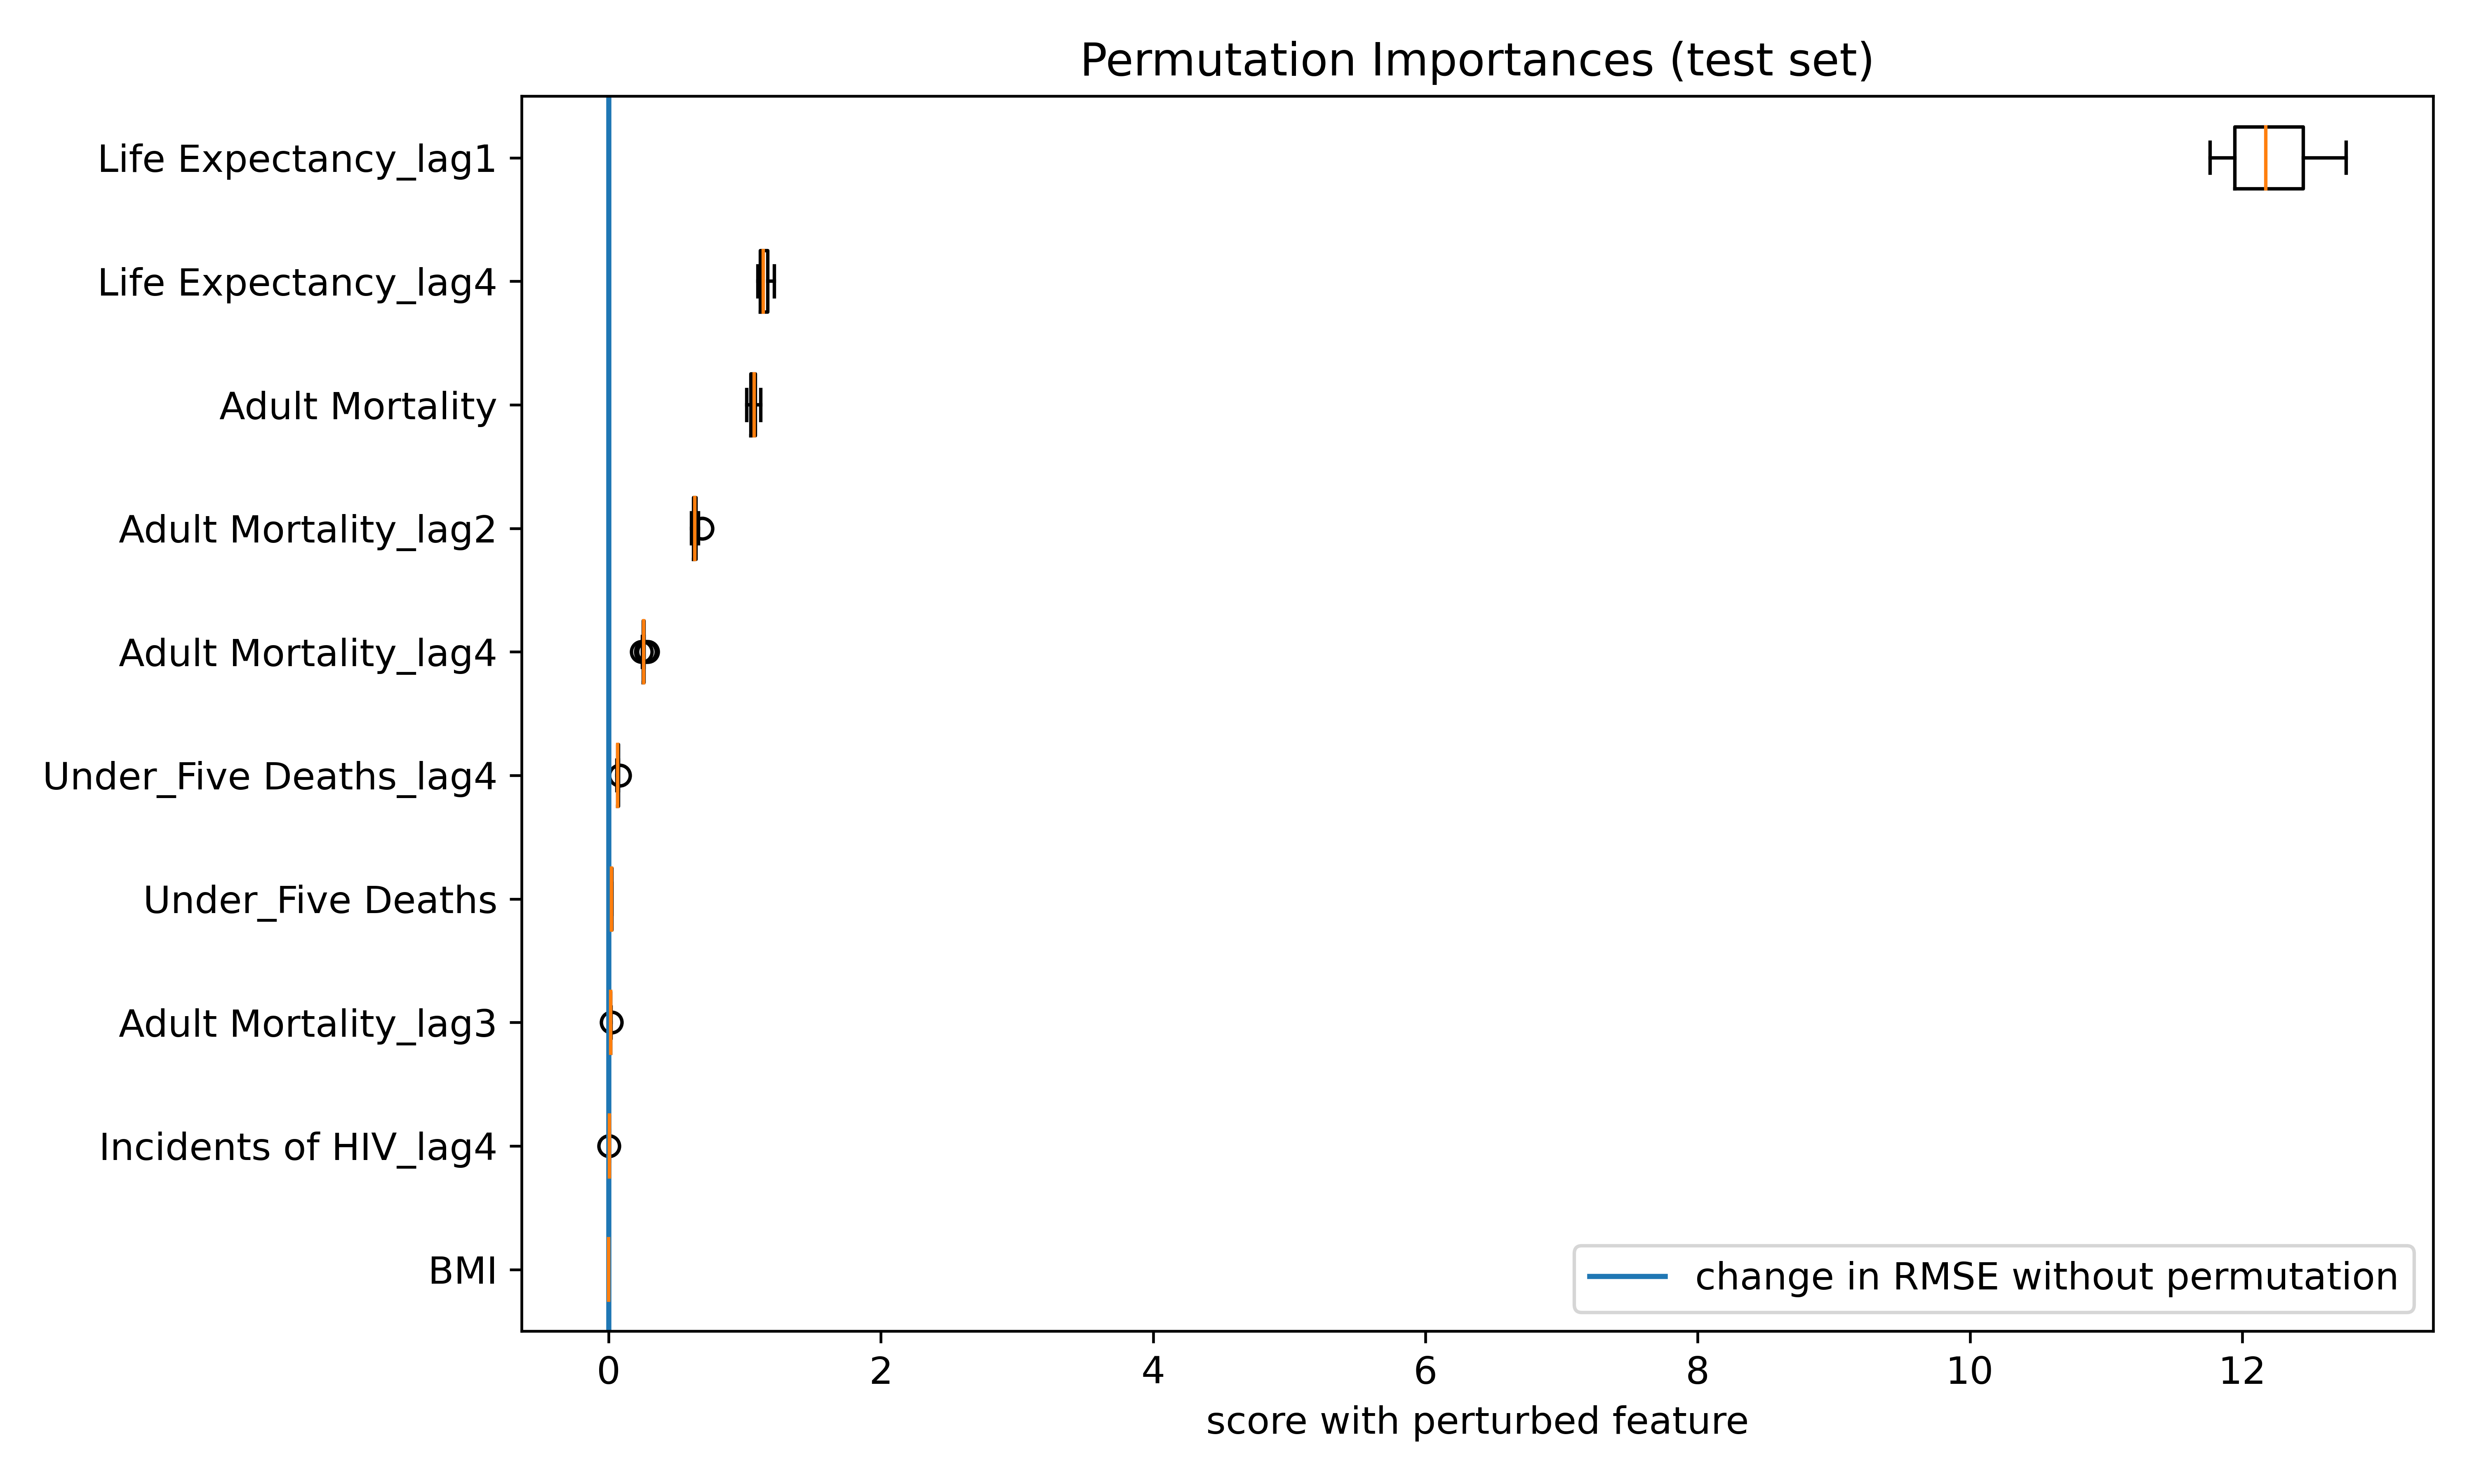 Permutation Importances (test set)
Life Expectancy_lag1
Life Expectancy_lag4
Adult Mortality
Adult Mortality_lag2
Adult Mortality_lag4
Under_Five Deaths_lag4
Under_Five Deaths
Adult Mortality_lag3
Incidents of HIV_lag4
BMI
change in RMSE without permutation
0 2 4 6 8 10 12
score with perturbed feature